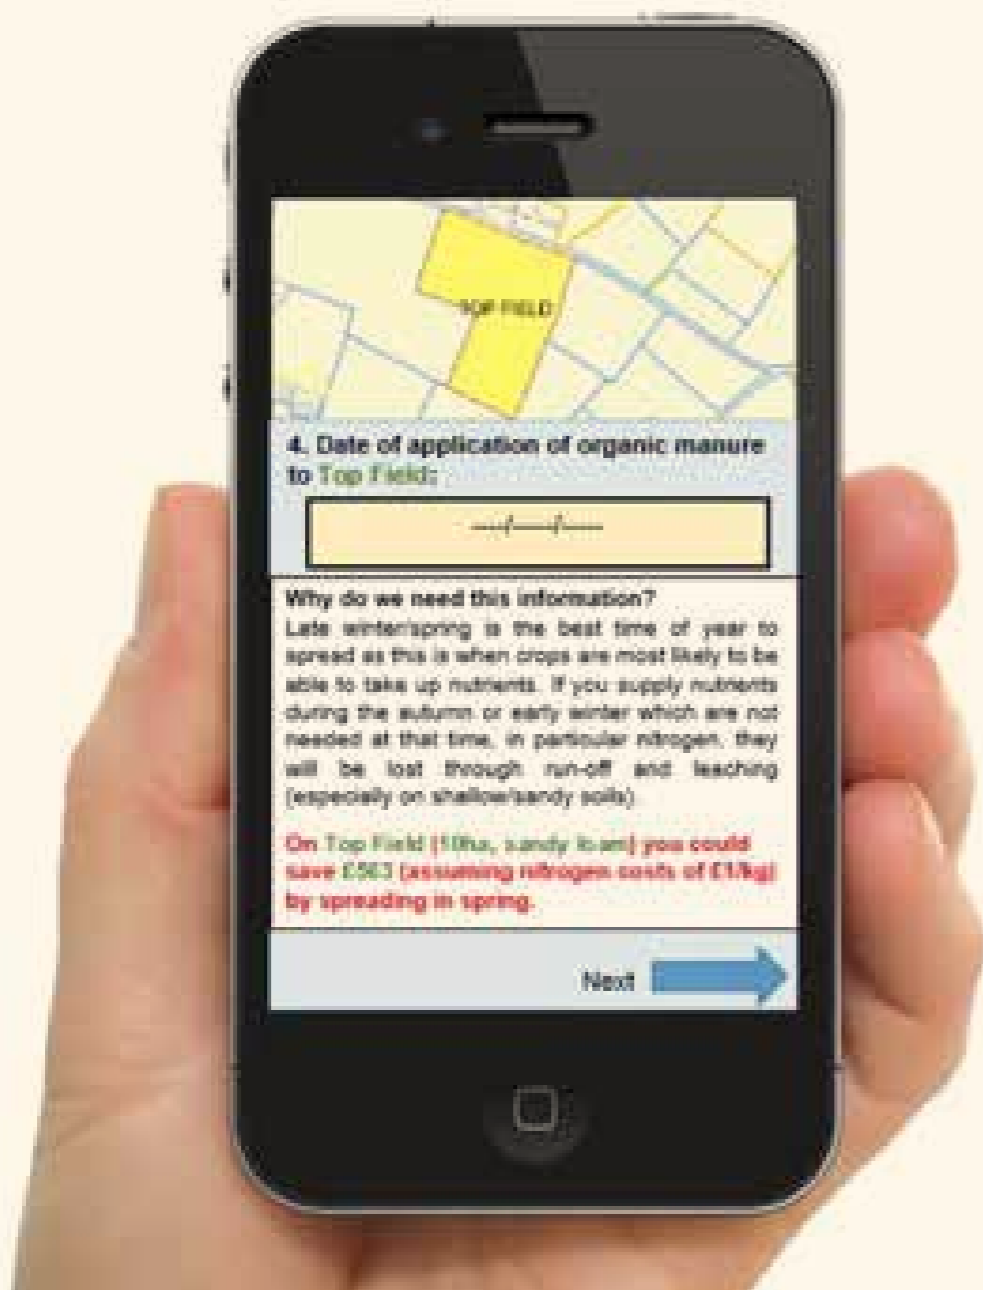 TOP FIELD
4. Date of application of organic manure
to Top Field:
----/----/----
Why do we need this information?
Late winter/spring is the best time of year to
spread as this is when crops are most likely to be
able to take up nutrients. If you supply nutrients
during the autumn or early winter which are not
needed at that time, in particular nitrogen, they
will be lost through run-off and leaching
(especially on shallow/sandy soils).
On Top Field (10ha, sandy loam) you could
save £563 (assuming nitrogen costs of £1/kg)
by spreading in spring.
Next